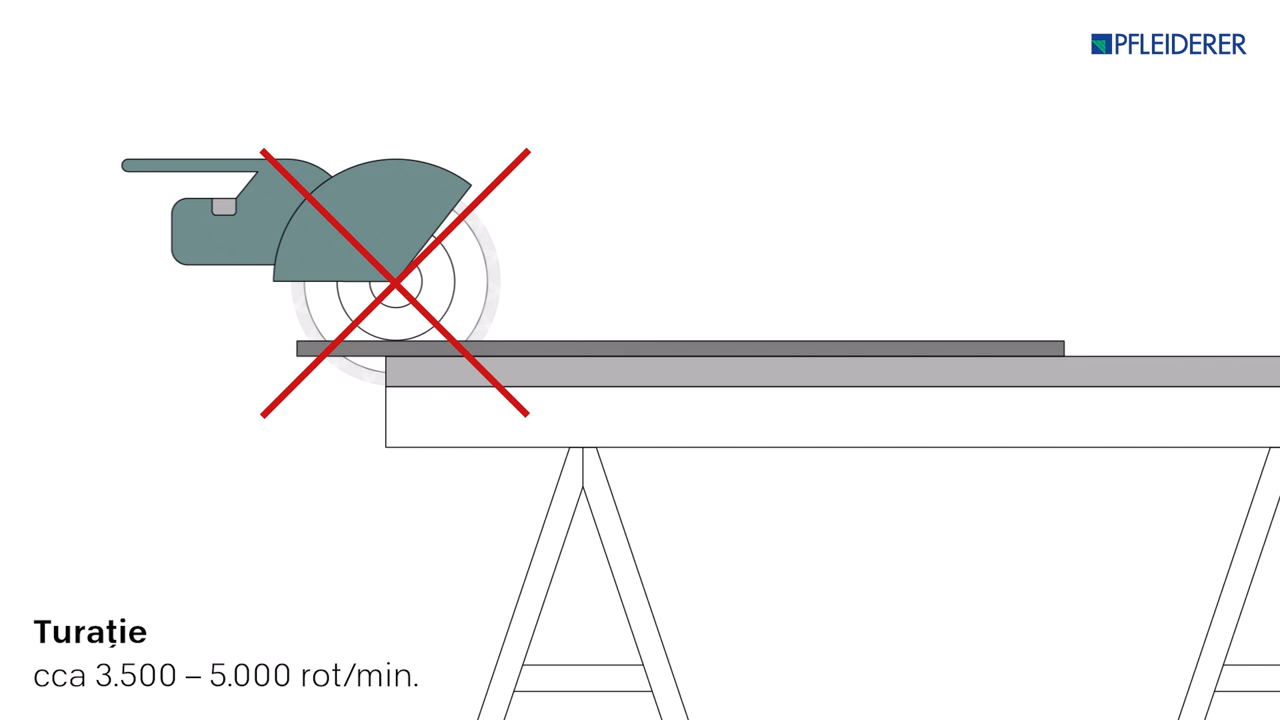 PFLEIDERER
Turație
cca 3.500 – 5.000 rot/min.